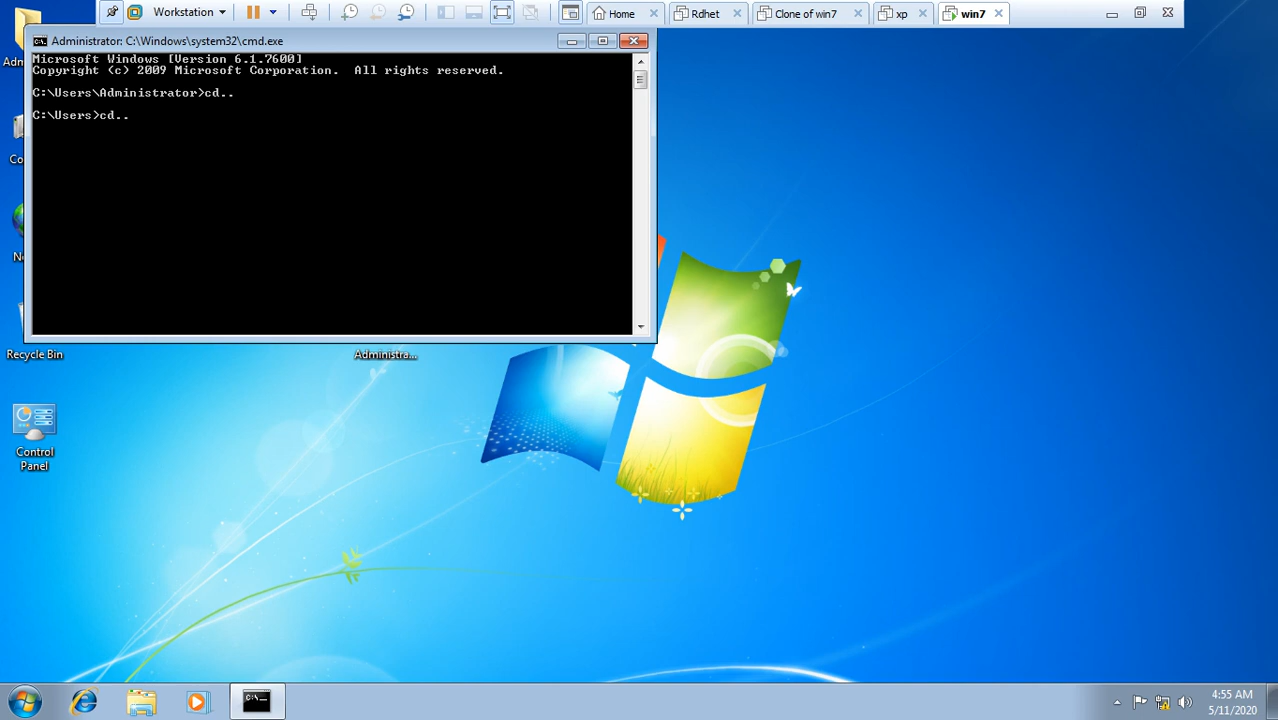 Workstation
Home
Rdhet
Clone of win7
xp
win7
Administrator: C:\Windows\system32\cmd.exe
Microsoft Windows [Version 6.1.7600]
Copyright (c) 2009 Microsoft Corporation.  All rights reserved.
C:\Users\Administrator>cd..
C:\Users>cd..
Recycle Bin
Administra...
Control
Panel
4:55 AM
5/11/2020